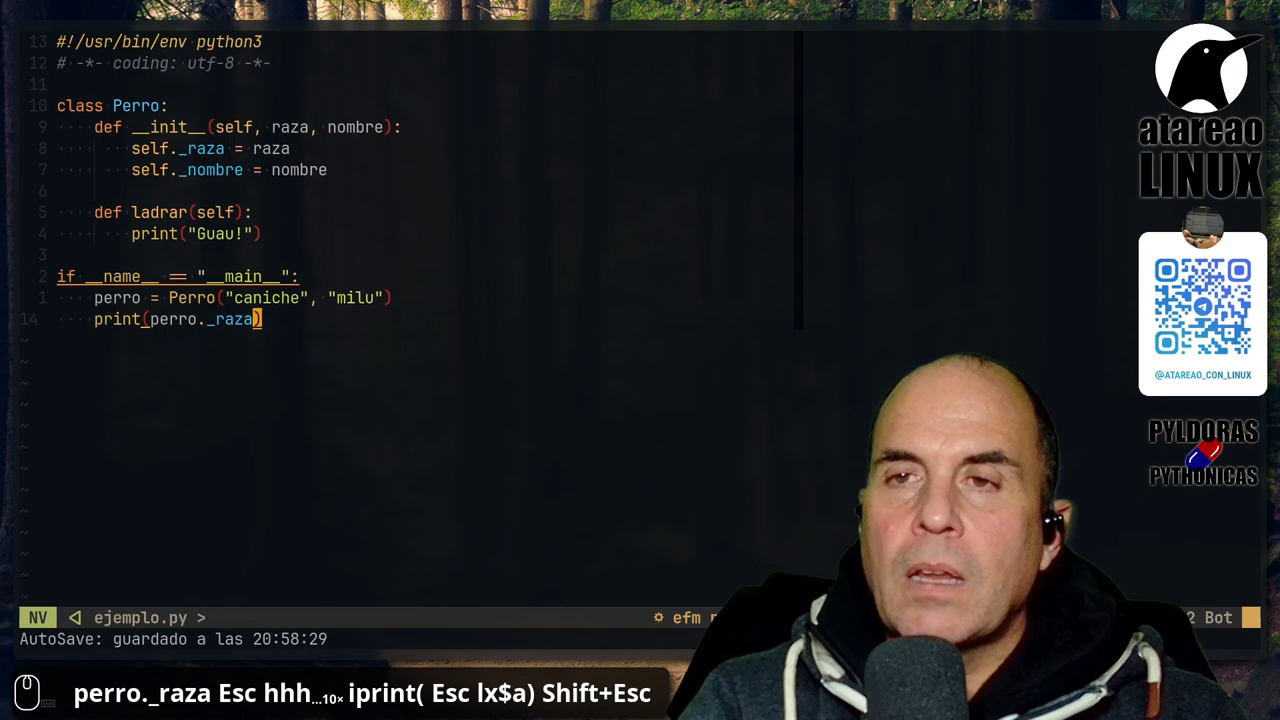 13 #!/usr/bin/env python3
12 # -*- coding: utf-8 -*-
11
10 class Perro:
9 ····def __init__(self, raza, nombre):
8 ········self._raza = raza
7 ········self._nombre = nombre
6
5 ····def ladrar(self):
4 ········print("Guau!")
3
2 if __name__ == "__main__":
1 ····perro = Perro("caniche", "milu")
14 ····print(perro._raza)
~
~
~
~
~
~
~
~
~
~
~
~
~
NV ejemplo.py > efm 2 Bot
AutoSave: guardado a las 20:58:29
perro._raza Esc hhh...10× iprint( Esc lx$a) Shift+Esc
atareao
LINUX
@ATAREAO_CON_LINUX
PYLDORAS
PYTHONICAS